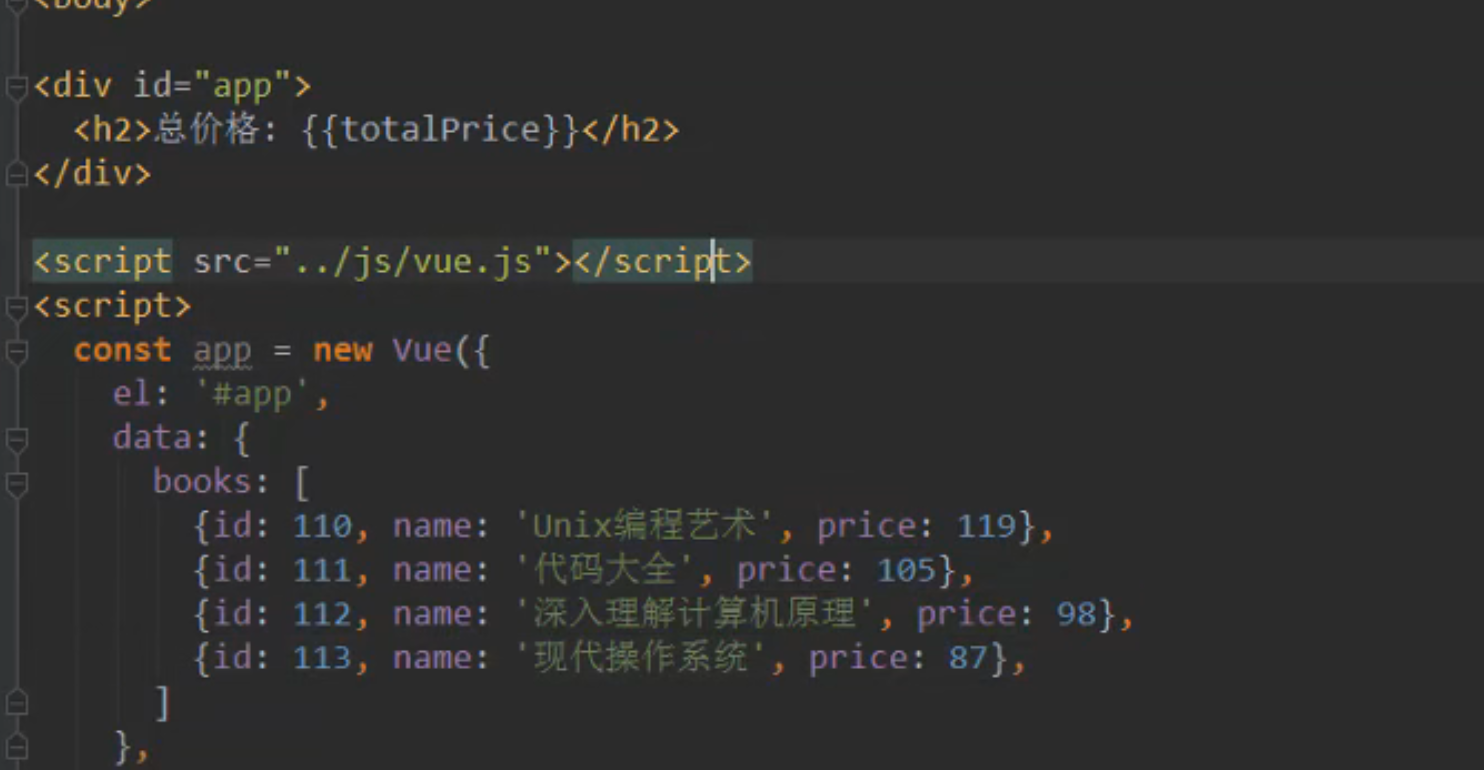 <body>
<div id="app">
<h2>总价格: {{totalPrice}}</h2>
</div>
<script src="../js/vue.js"></script>
<script>
const app = new Vue({
el: '#app',
data: {
books: [
{id: 110, name: 'Unix编程艺术', price: 119},
{id: 111, name: '代码大全', price: 105},
{id: 112, name: '深入理解计算机原理', price: 98},
{id: 113, name: '现代操作系统', price: 87},
]
},